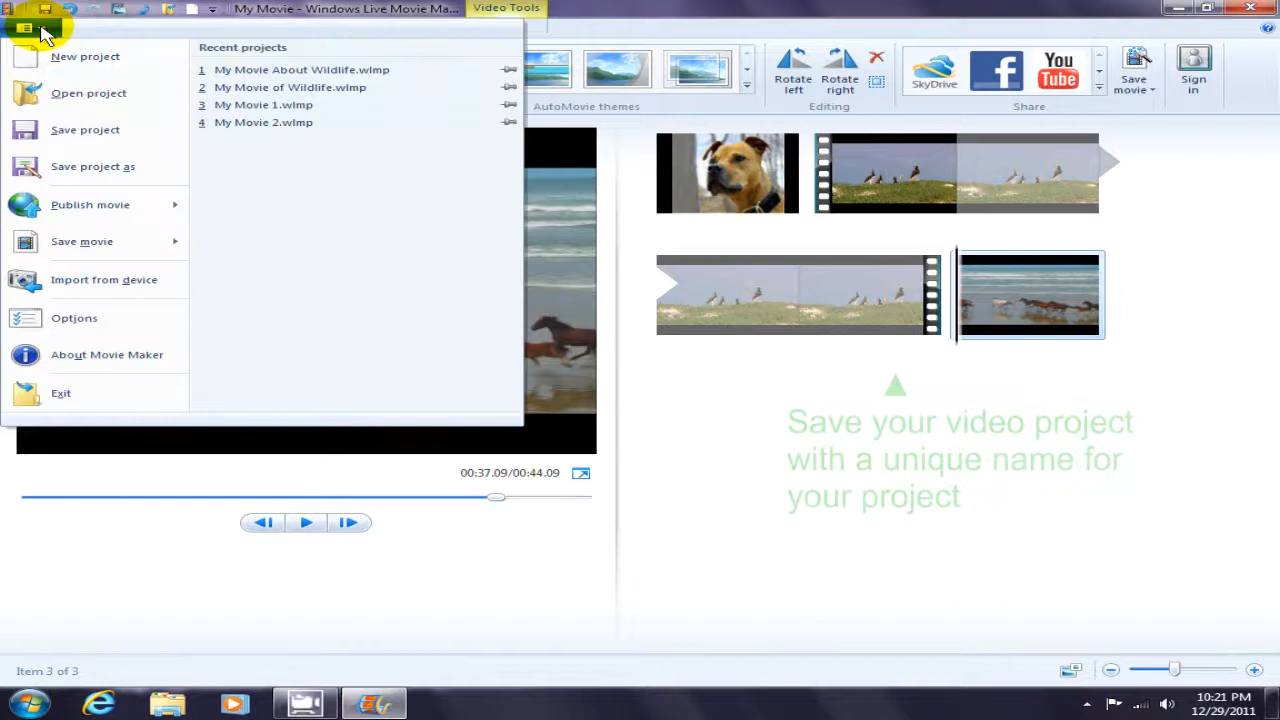 My Movie - Windows Live Movie Ma...
Video Tools
New project
Open project
Save project
Save project as
Publish movie
Save movie
Import from device
Options
About Movie Maker
Exit
Recent projects
1 My Movie About Wildlife.wlmp
2 My Movie of Wildlife.wlmp
3 My Movie 1.wlmp
4 My Movie 2.wlmp
AutoMovie themes
Rotate left
Rotate right
Editing
SkyDrive
f
You Tube
Share
Save movie
Sign in
Save your video project
with a unique name for
your project
00:37.09/00:44.09
Item 3 of 3
10:21 PM
12/29/2011